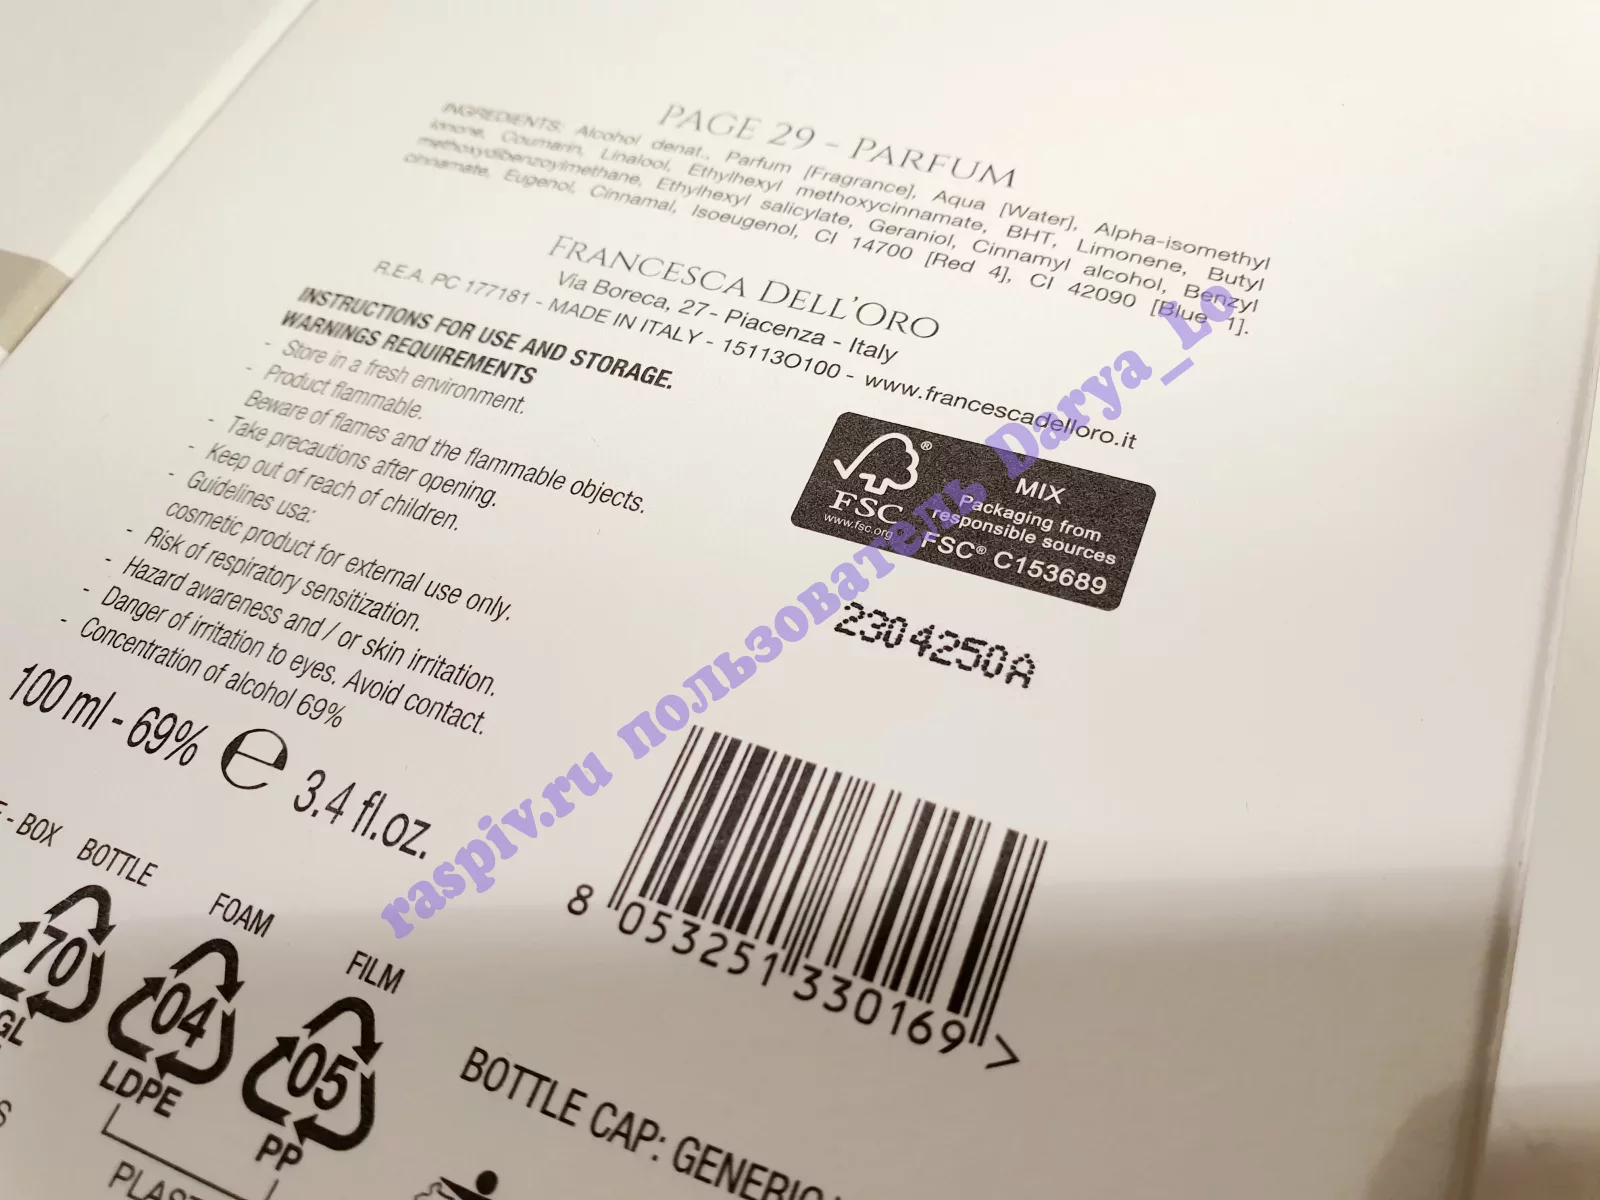 PAGE 29 - PARFUM
INGREDIENTS: Alcohol denat., Parfum [Fragrance], Aqua [Water], Alpha-isomethyl
Ionone, Coumarin, Linalool, Ethylhexyl methoxycinnamate, BHT, Limonene, Butyl
methoxydibenzoylmethane, Ethylhexyl salicylate, Geraniol, Cinnamyl alcohol, Benzyl
cinnamate, Eugenol, Cinnamal, Isoeugenol, CI 14700 [Red 4], CI 42090 [Blue 1].
FRANCESCA DELL'ORO
Via Boreca, 27- Piacenza - Italy
R.E.A. PC 177181 - MADE IN ITALY - 15113O100 - www.francescadelloro.it
INSTRUCTIONS FOR USE AND STORAGE.
WARNINGS REQUIREMENTS
- Store in a fresh environment.
- Product flammable.
Beware of flames and the flammable objects.
- Take precautions after opening.
- Keep out of reach of children.
- Guidelines usa:
cosmetic product for external use only.
- Risk of respiratory sensitization.
- Hazard awareness and / or skin irritation.
- Danger of irritation to eyes. Avoid contact.
- Concentration of alcohol 69%
100 ml - 69% e 3.4 fl.oz.
FSC®
www.fsc.org
MIX
Packaging from
responsible sources
FSC® C153689
2304250A
8 053251 330169 >
- BOX BOTTLE FOAM FILM
70 04 05
GL LDPE PP
BOTTLE CAP:
raspiv.ru пользователь Darya_Lo